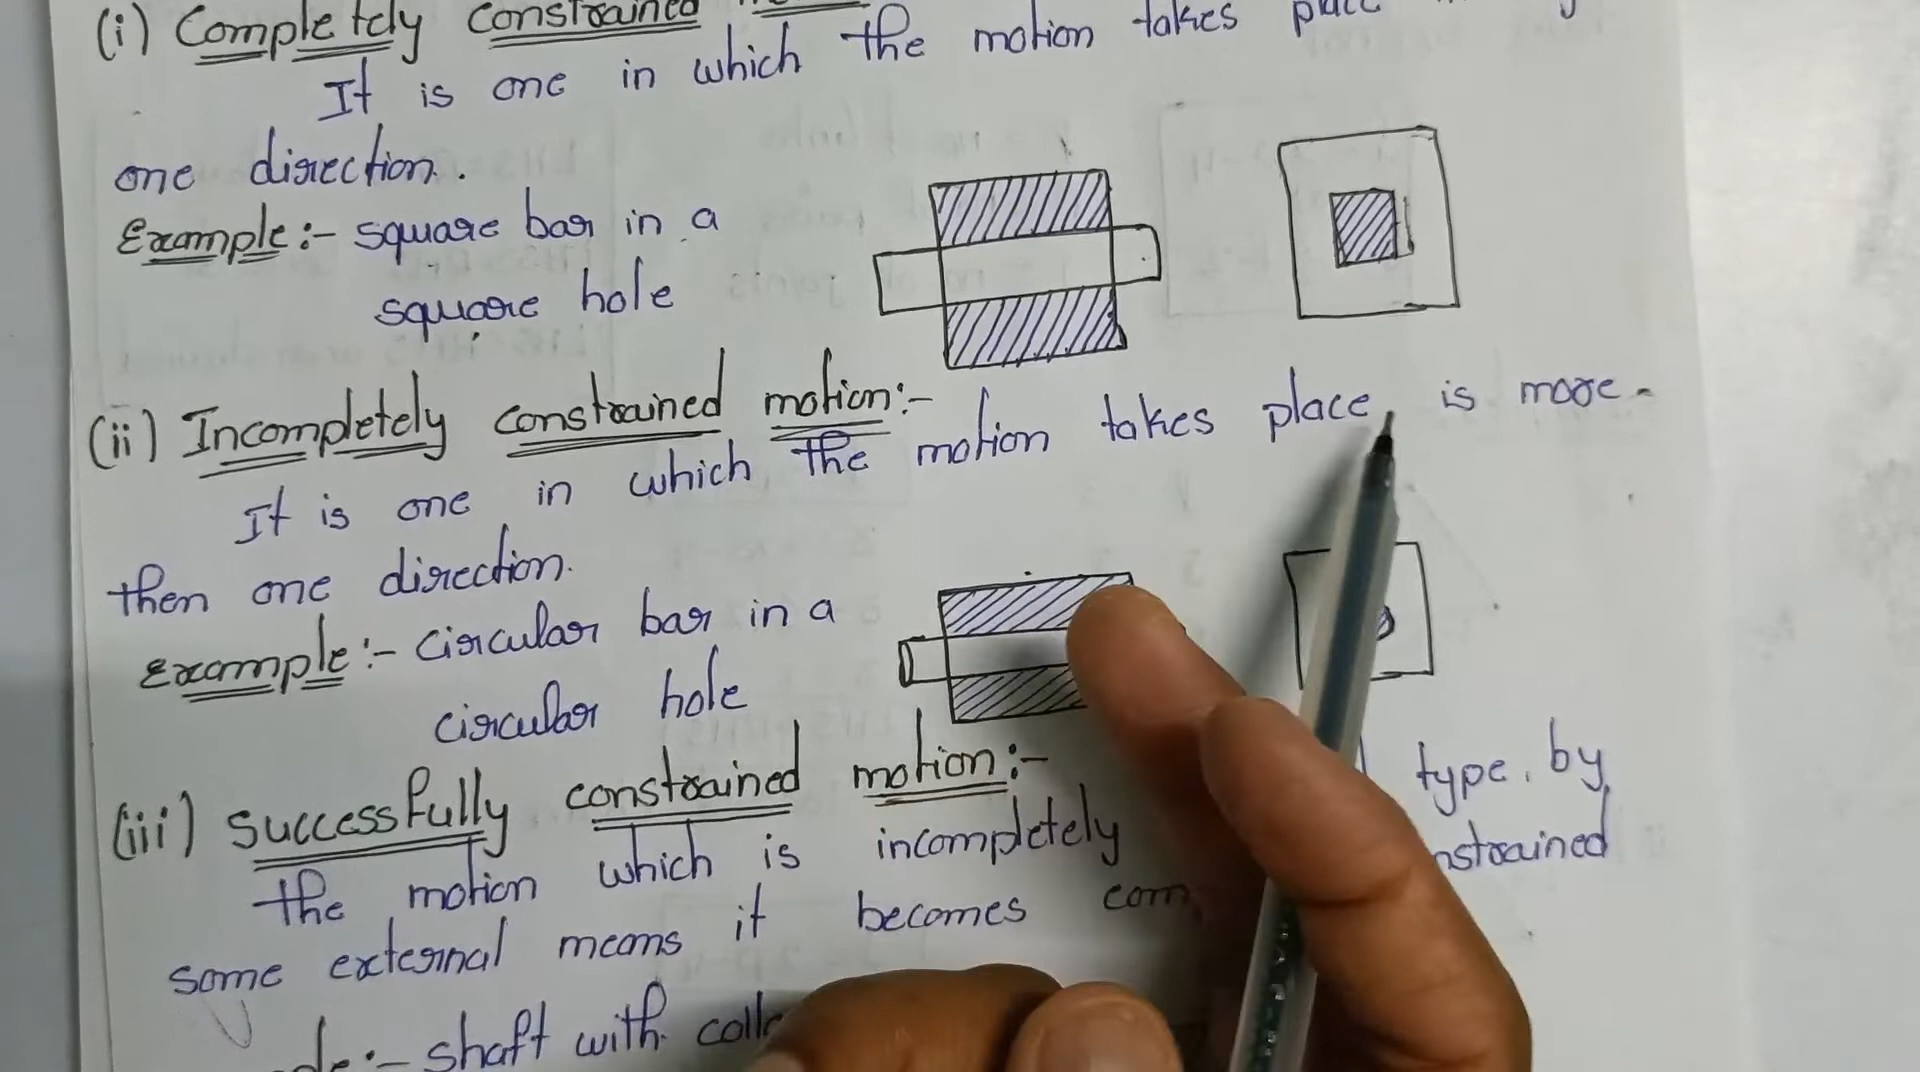 (i) Completely constrained
It is one in which the motion takes place
one direction.
Example:- square bar in a
square hole
(ii) Incompletely constrained motion:-
It is one in which the motion takes place, is more
then one direction.
Example:- circular bar in a
circular hole
(iii) Successfully constrained motion:-
the motion which is incompletely type, by
some external means it becomes
shaft with